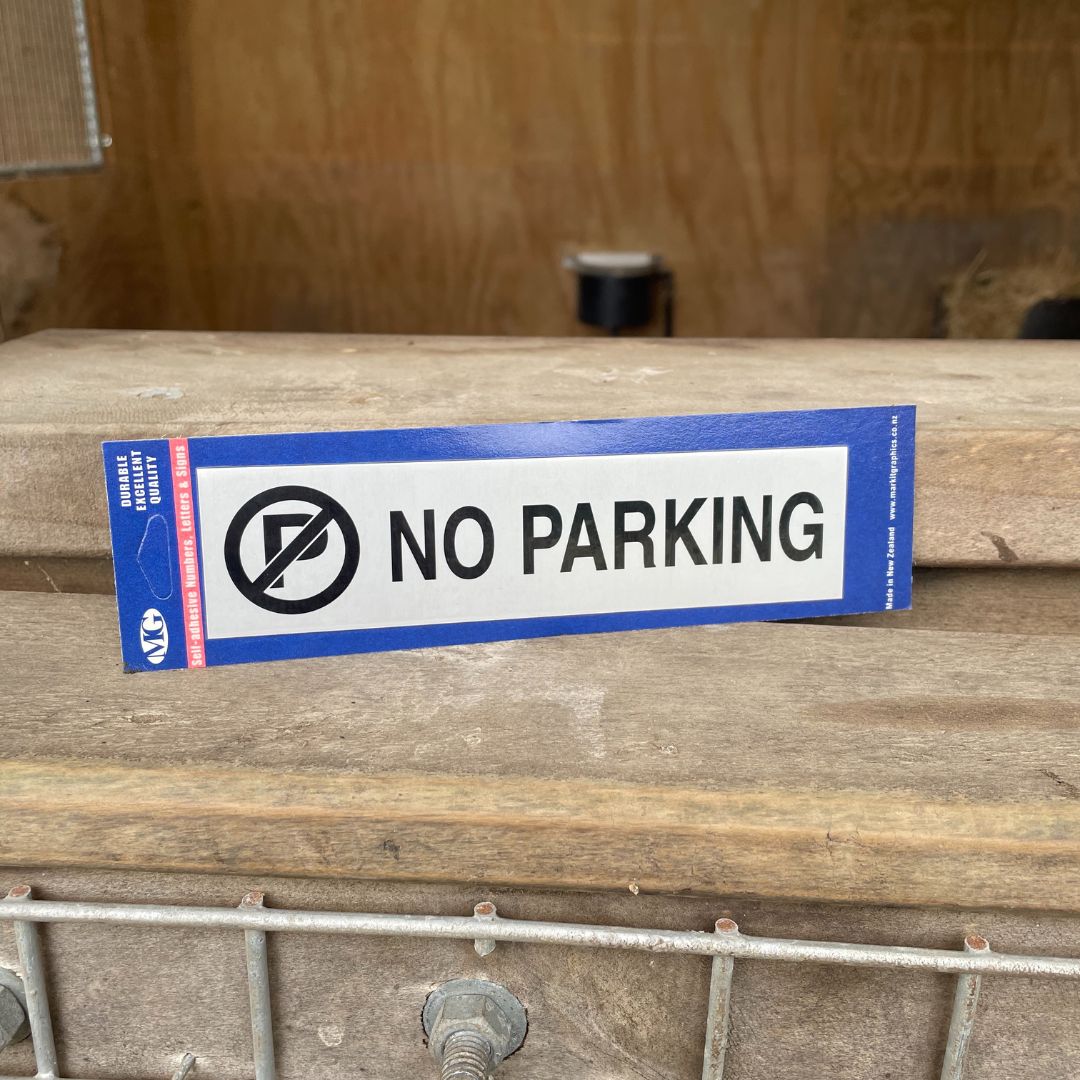 DURABLE
EXCELLENT
QUALITY
MG
Self-adhesive Numbers, Letters & Signs
P NO PARKING
Made in New Zealand www.markitgraphics.co.nz